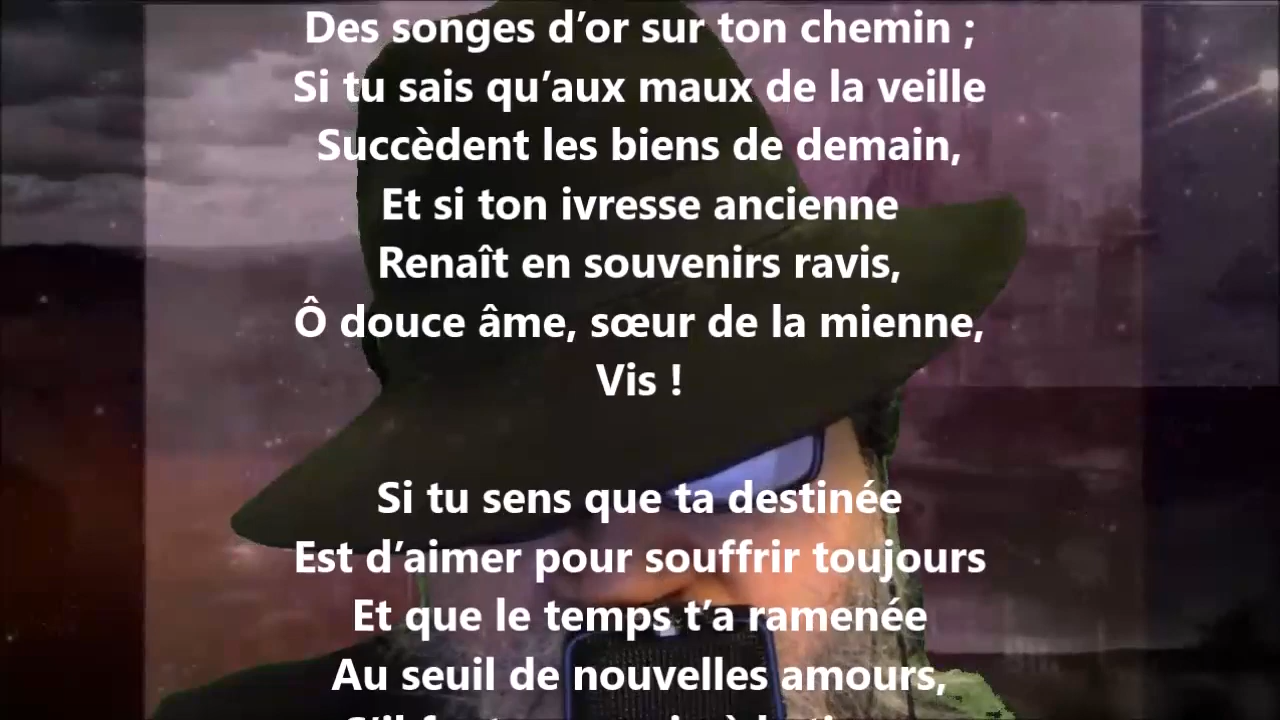 Des songes d’or sur ton chemin ;
Si tu sais qu’aux maux de la veille
Succèdent les biens de demain,
Et si ton ivresse ancienne
Renaît en souvenirs ravis,
Ô douce âme, sœur de la mienne,
Vis !
Si tu sens que ta destinée
Est d’aimer pour souffrir toujours
Et que le temps t’a ramenée
Au seuil de nouvelles amours,